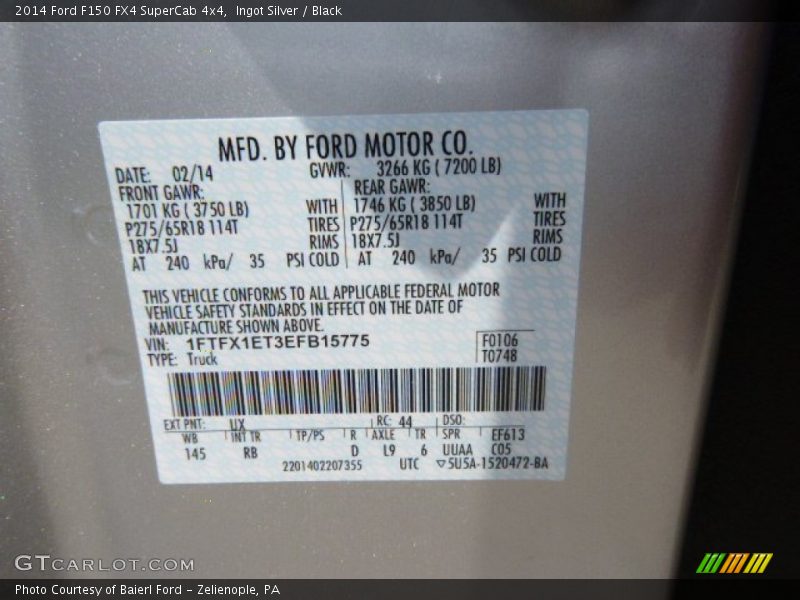 2014 Ford F150 FX4 SuperCab 4x4,  Ingot Silver / Black
MFD. BY FORD MOTOR CO.
DATE: 02/14 GVWR: 3266 KG ( 7200 LB)
FRONT GAWR: REAR GAWR:
1701 KG ( 3750 LB) WITH 1746 KG ( 3850 LB) WITH
P275/65R18 114T TIRES P275/65R18 114T TIRES
18X7.5J RIMS 18X7.5J RIMS
AT 240 kPa/ 35 PSI COLD AT 240 kPa/ 35 PSI COLD
THIS VEHICLE CONFORMS TO ALL APPLICABLE FEDERAL MOTOR
VEHICLE SAFETY STANDARDS IN EFFECT ON THE DATE OF
MANUFACTURE SHOWN ABOVE.
VIN: 1FTFX1ET3EFB15775 F0106
TYPE: Truck T0748
EXT PNT: UX RC: 44 DSO:
WB INT TR TP/PS R AXLE TR SPR EF613
145 RB D L9 6 UUAA C05
2201402207355 UTC ▽5U5A-1520472-BA
GTCARLOT.COM
Photo Courtesy of Baierl Ford - Zelienople, PA